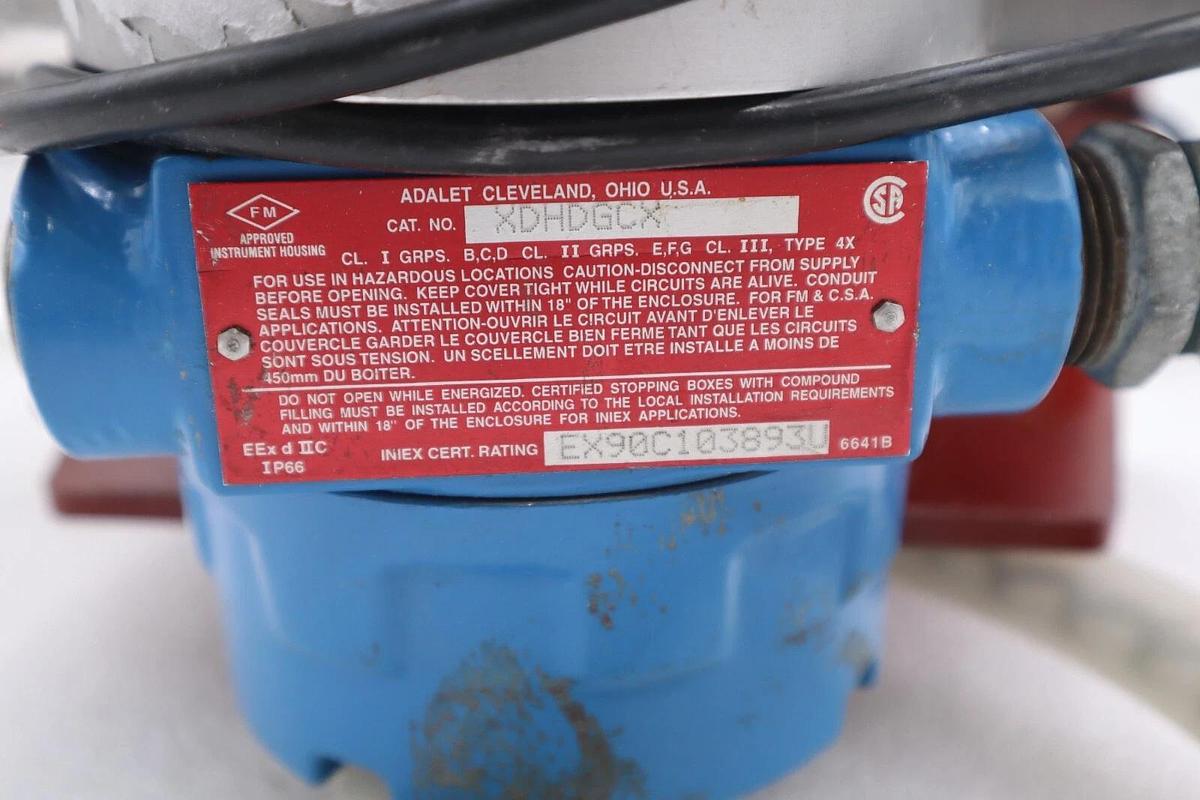 ADALET CLEVELAND, OHIO U.S.A.
FM
APPROVED
INSTRUMENT HOUSING
CAT. NO. XDHDGCX
SA
CL. I GRPS. B,C,D CL. II GRPS. E,F,G CL. III, TYPE 4X
FOR USE IN HAZARDOUS LOCATIONS CAUTION-DISCONNECT FROM SUPPLY
BEFORE OPENING. KEEP COVER TIGHT WHILE CIRCUITS ARE ALIVE. CONDUIT
SEALS MUST BE INSTALLED WITHIN 18" OF THE ENCLOSURE. FOR FM & C.S.A.
APPLICATIONS. ATTENTION-OUVRIR LE CIRCUIT AVANT D'ENLEVER LE
COUVERCLE GARDER LE COUVERCLE BIEN FERME TANT QUE LES CIRCUITS
SONT SOUS TENSION. UN SCELLEMENT DOIT ETRE INSTALLE A MOINS DE
450mm DU BOITER.
DO NOT OPEN WHILE ENERGIZED. CERTIFIED STOPPING BOXES WITH COMPOUND
FILLING MUST BE INSTALLED ACCORDING TO THE LOCAL INSTALLATION REQUIREMENTS
AND WITHIN 18" OF THE ENCLOSURE FOR INIEX APPLICATIONS.
EEx d IIC
IP66
INIEX CERT. RATING EX90C103893U 6641B